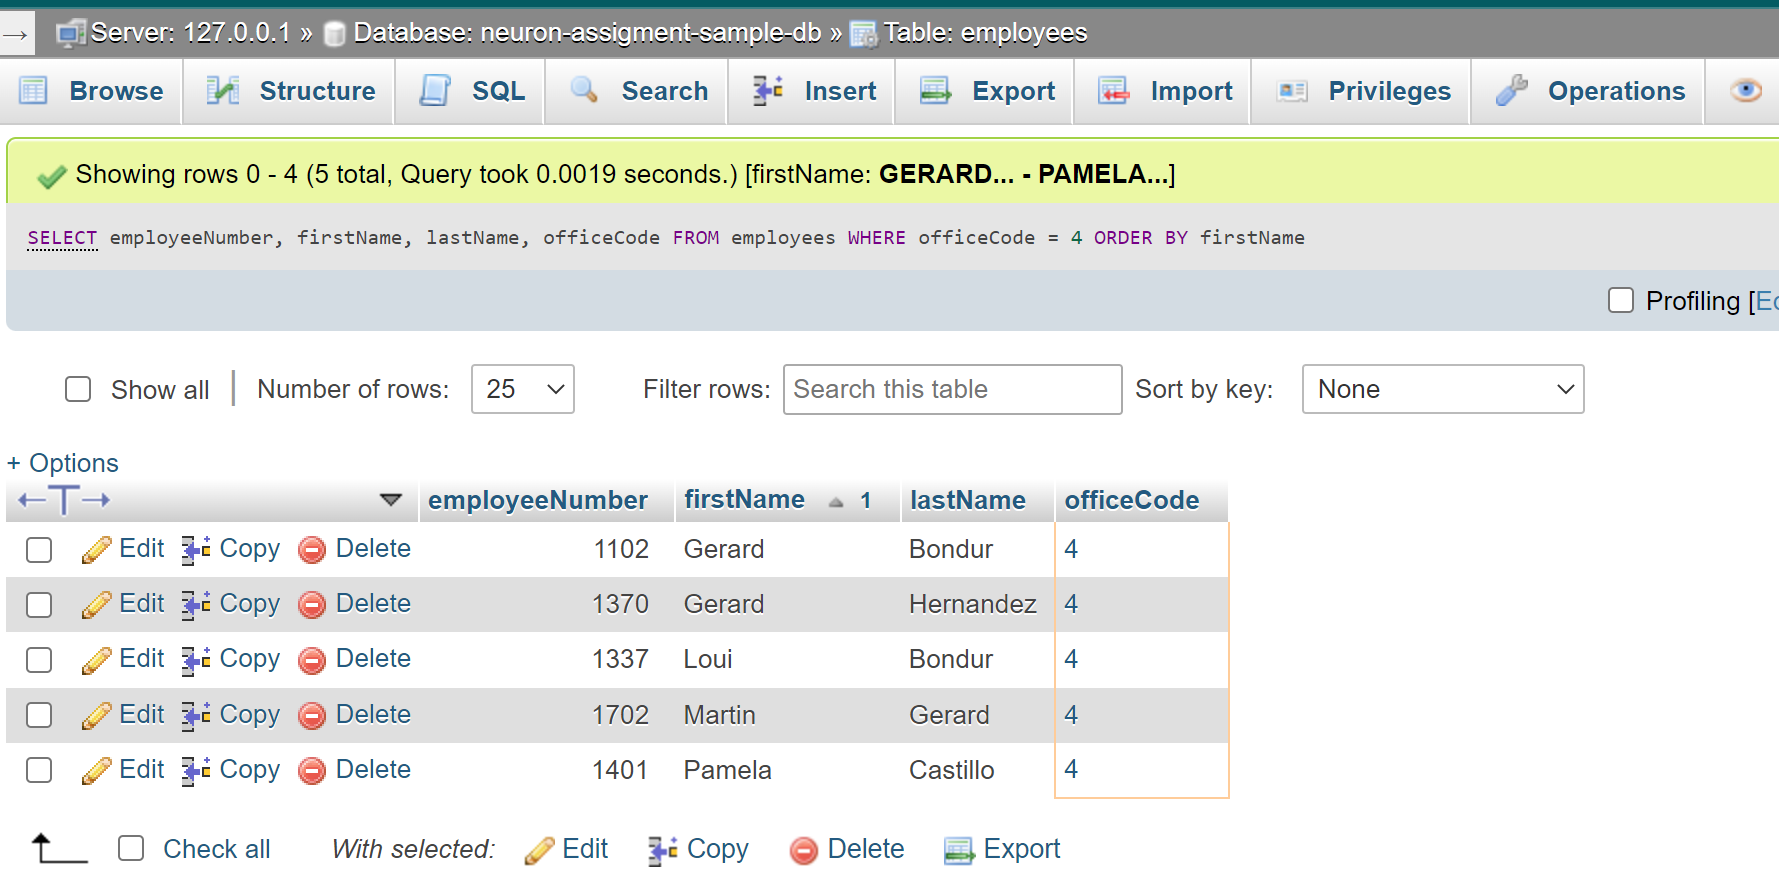 Server: 127.0.0.1 » Database: neuron-assigment-sample-db » Table: employees
Browse Structure SQL Search Insert Export Import Privileges Operations
Showing rows 0 - 4 (5 total, Query took 0.0019 seconds.) [firstName: GERARD... - PAMELA...]
SELECT employeeNumber, firstName, lastName, officeCode FROM employees WHERE officeCode = 4 ORDER BY firstName
Profiling [
Show all | Number of rows: 25 Filter rows: Search this table Sort by key: None
+ Options
←T→ employeeNumber firstName 1 lastName officeCode
Edit Copy Delete 1102 Gerard Bondur 4
Edit Copy Delete 1370 Gerard Hernandez 4
Edit Copy Delete 1337 Loui Bondur 4
Edit Copy Delete 1702 Martin Gerard 4
Edit Copy Delete 1401 Pamela Castillo 4
Check all With selected: Edit Copy Delete Export